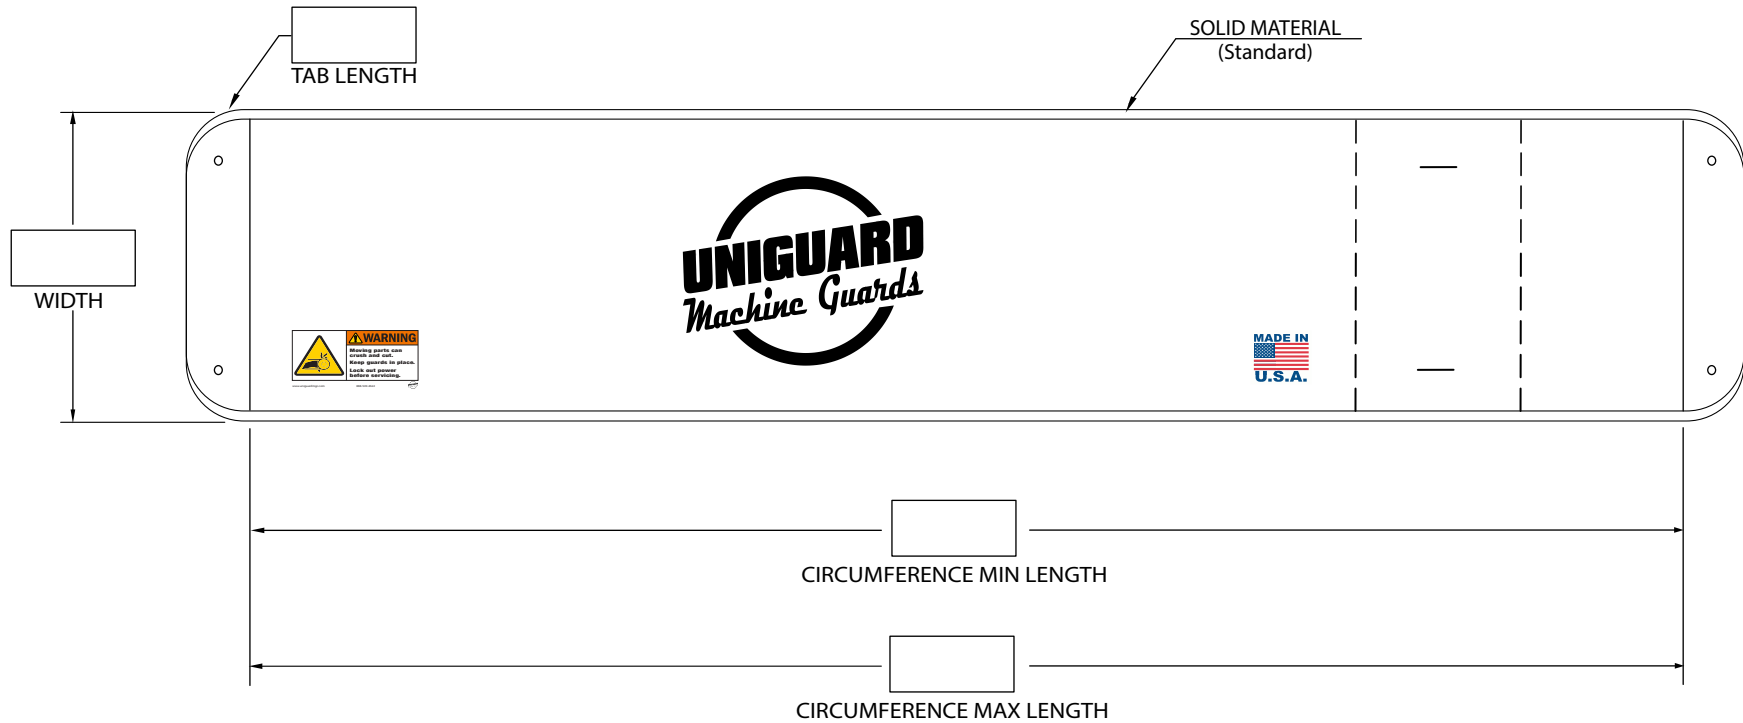 TAB LENGTH
SOLID MATERIAL
(Standard)
WIDTH
UNIGUARD
Machine Guards
WARNING
Moving parts can
crush and cut.
Keep guards in place.
Lock out power
before servicing.
MADE IN
U.S.A.
CIRCUMFERENCE MIN LENGTH
CIRCUMFERENCE MAX LENGTH